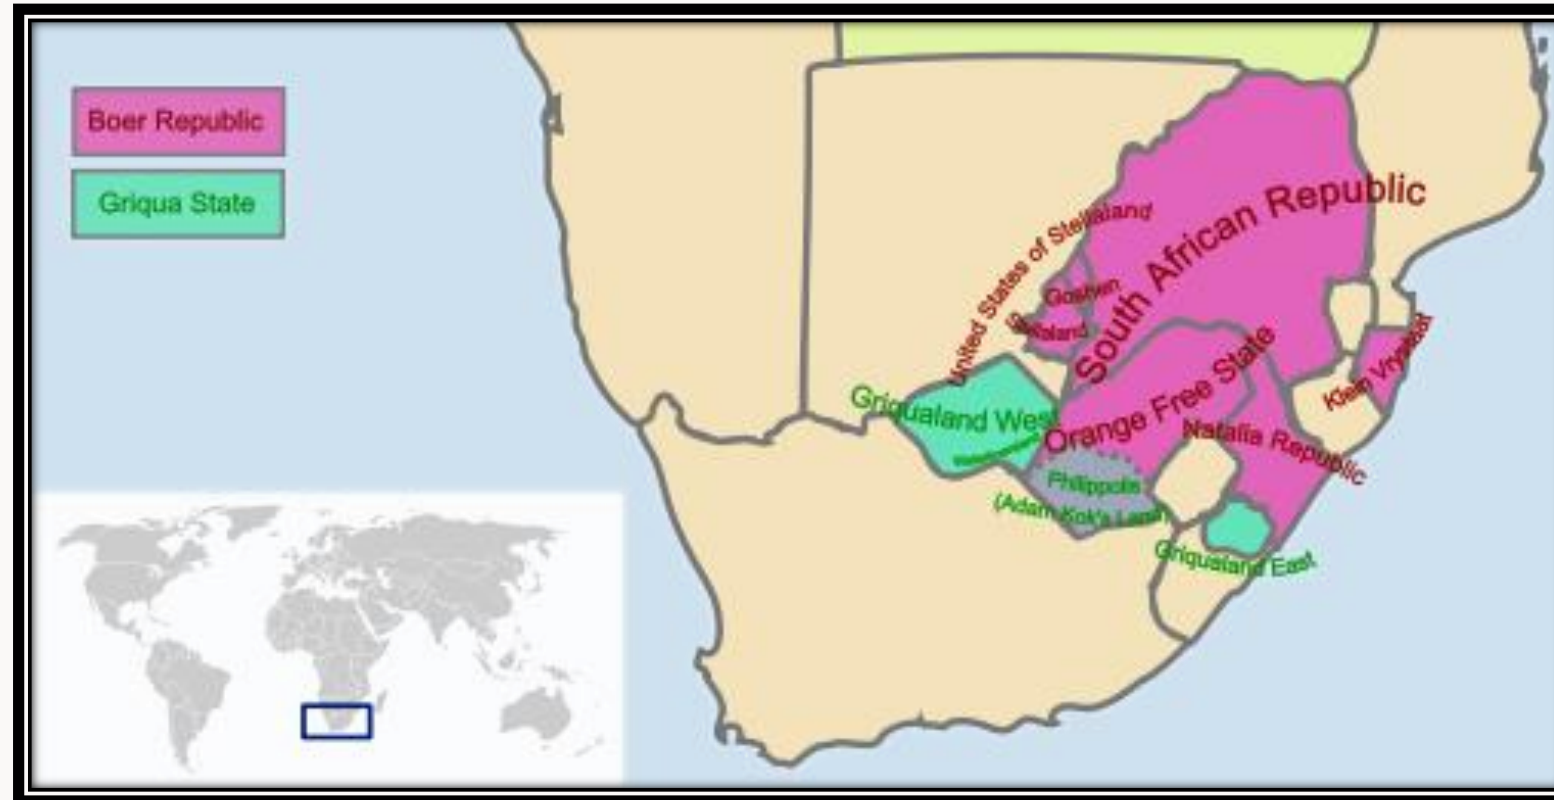 Boer Republic
Griqua State
South African Republic
United States of Stellaland
Goshen
Stellaland
Klein Vrystaat
Griqualand West
Orange Free State
Natalia Republic
Philippolis
(Adam Kok's Land)
Griqualand East